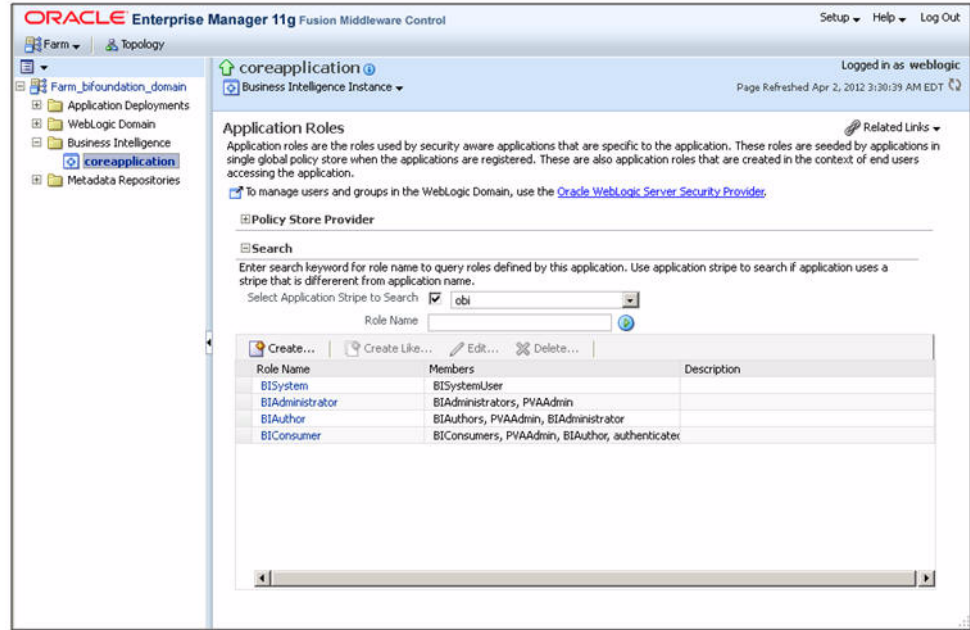 ORACLE Enterprise Manager 11g Fusion Middleware Control
Setup Help Log Out
Farm Topology
Farm_bifoundation_domain
Application Deployments
WebLogic Domain
Business Intelligence
coreapplication
Metadata Repositories
coreapplication
Logged in as weblogic
Business Intelligence Instance
Page Refreshed Apr 2, 2012 3:30:39 AM EDT
Application Roles
Related Links
Application roles are the roles used by security aware applications that are specific to the application. These roles are seeded by applications in
single global policy store when the applications are registered. These are also application roles that are created in the context of end users
accessing the application.
To manage users and groups in the WebLogic Domain, use the Oracle WebLogic Server Security Provider.
Policy Store Provider
Search
Enter search keyword for role name to query roles defined by this application. Use application stripe to search if application uses a
stripe that is differerent from application name.
Select Application Stripe to Search obi
Role Name
Create... Create Like... Edit... Delete...
Role Name Members Description
BISystem BISystemUser
BIAdministrator BIAdministrators, PVAAdmin
BIAuthor BIAuthors, PVAAdmin, BIAdministrator
BIConsumer BIConsumers, PVAAdmin, BIAuthor, authenticated